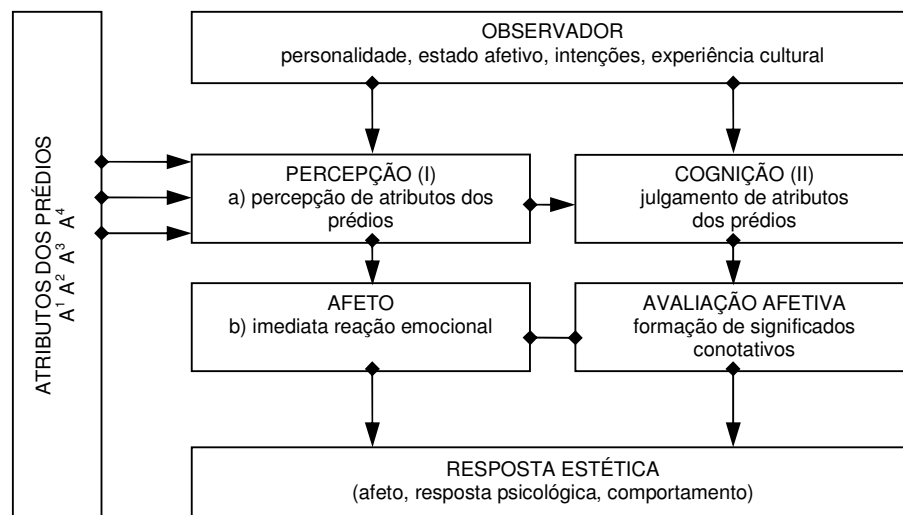 ATRIBUTOS DOS PRÉDIOS
A¹ A² A³ A⁴
OBSERVADOR
personalidade, estado afetivo, intenções, experiência cultural
PERCEPÇÃO (I)
a) percepção de atributos dos
prédios
COGNIÇÃO (II)
julgamento de atributos
dos prédios
AFETO
b) imediata reação emocional
AVALIAÇÃO AFETIVA
formação de significados
conotativos
RESPOSTA ESTÉTICA
(afeto, resposta psicológica, comportamento)